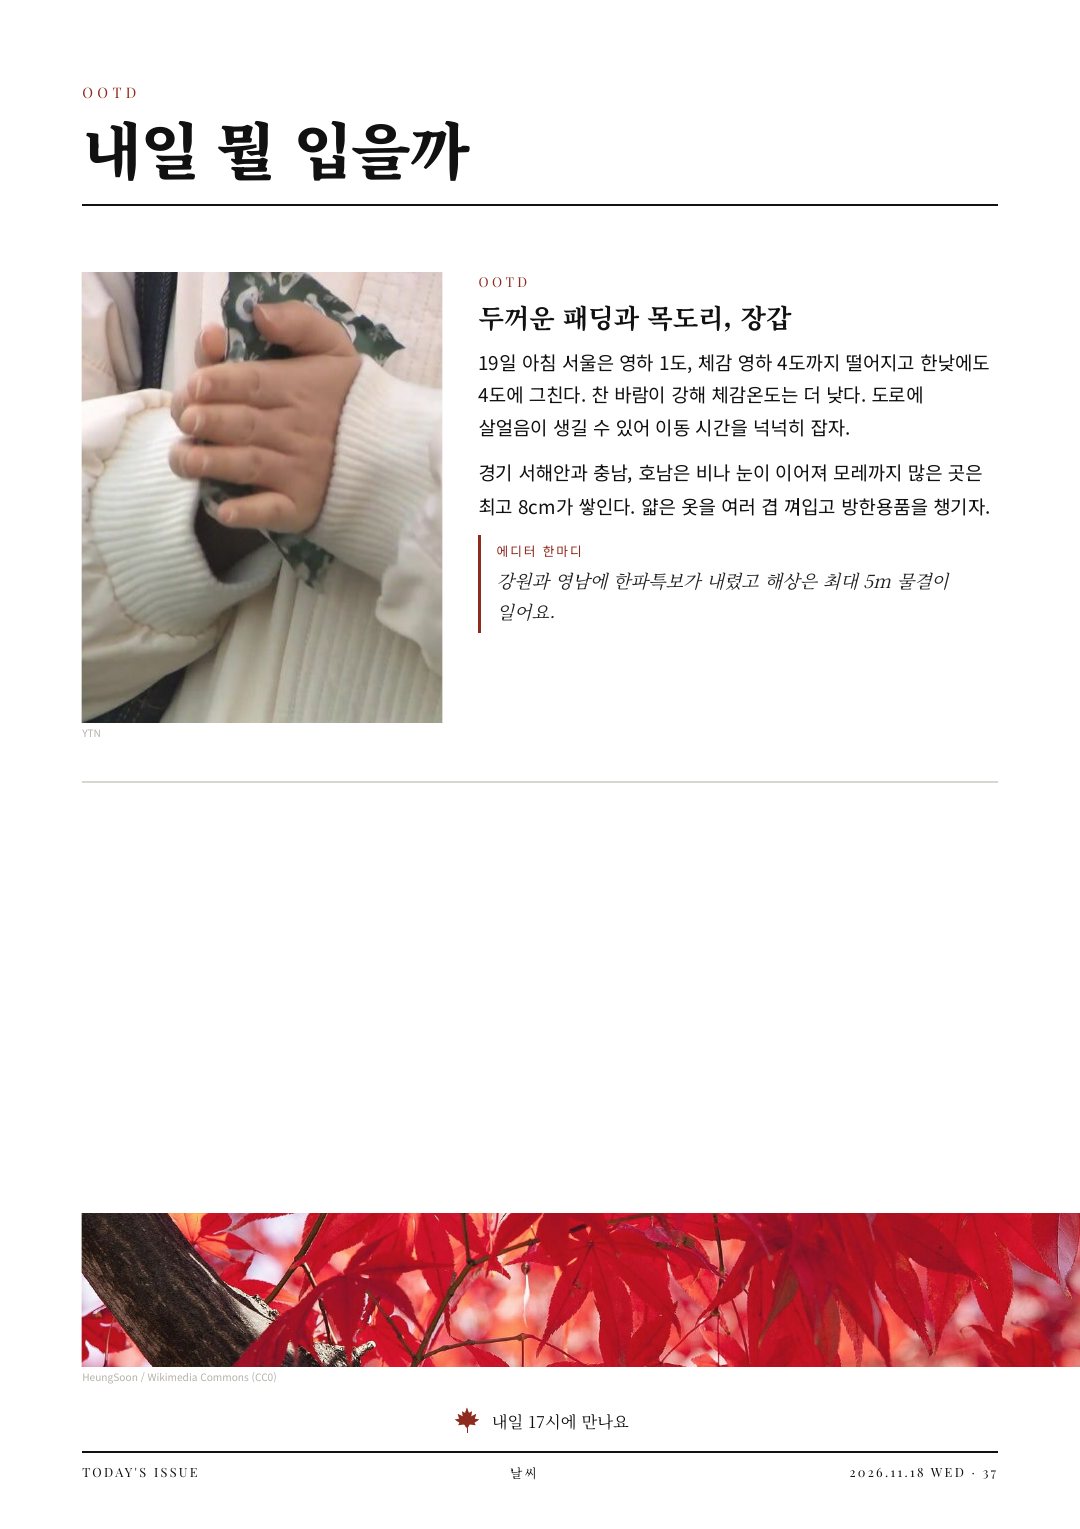 OOTD
내일 뭘 입을까
OOTD
두꺼운 패딩과 목도리, 장갑
19일 아침 서울은 영하 1도, 체감 영하 4도까지 떨어지고 한낮에도
4도에 그친다. 찬 바람이 강해 체감온도는 더 낮다. 도로에
살얼음이 생길 수 있어 이동 시간을 넉넉히 잡자.
경기 서해안과 충남, 호남은 비나 눈이 이어져 모레까지 많은 곳은
최고 8cm가 쌓인다. 얇은 옷을 여러 겹 껴입고 방한용품을 챙기자.
에디터 한마디
강원과 영남에 한파특보가 내렸고 해상은 최대 5m 물결이
일어요.
YTN
HeungSoon / Wikimedia Commons (CC0)
내일 17시에 만나요
TODAY'S ISSUE
날씨
2026.11.18 WED · 37